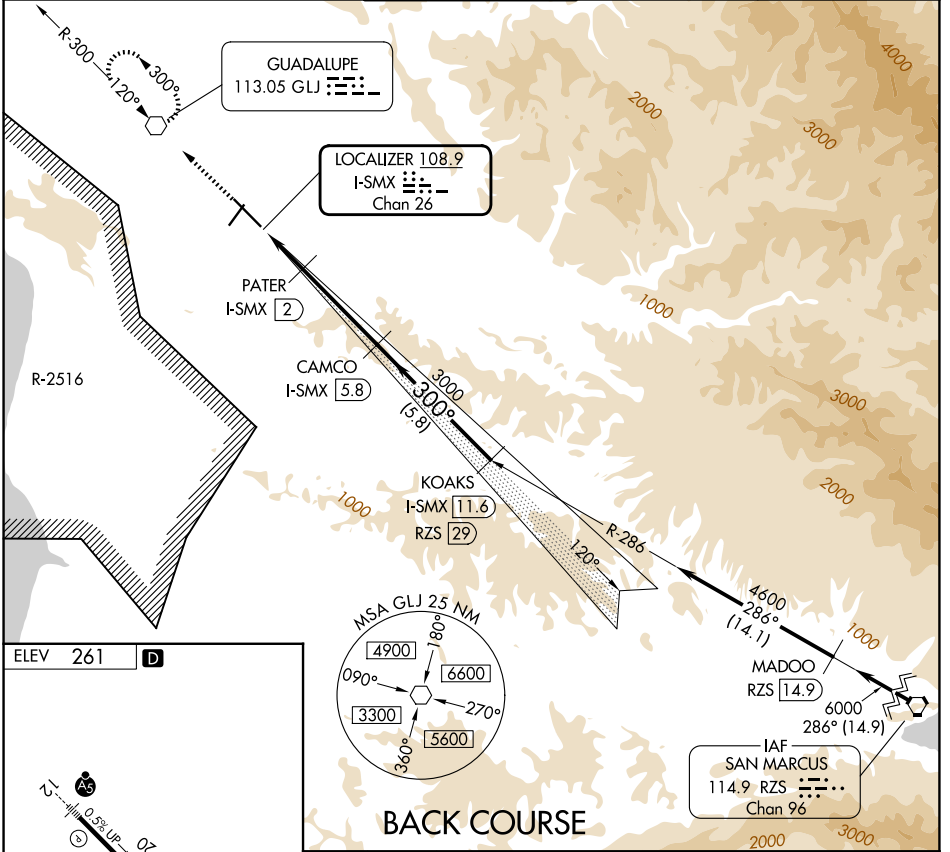 R-300
300°
120°
GUADALUPE
113.05 GLJ
4000
2000
3000
LOCALIZER 108.9
I-SMX
Chan 26
PATER
I-SMX 2
1000
CAMCO
I-SMX 5.8
R-2516
3000
300°
(5.8)
3000
2000
KOAKS
I-SMX 11.6
RZS 29
1000
R-286
120°
4600
286°
(14.1)
1000
MADOO
RZS 14.9
6000
286° (14.9)
MSA GLJ 25 NM
180°
4900
6600
090°
270°
3300
5600
360°
ELEV 261 D
IAF
SAN MARCUS
114.9 RZS
Chan 96
A5
12
0.5% UP
20
P
BACK COURSE
2000
3000